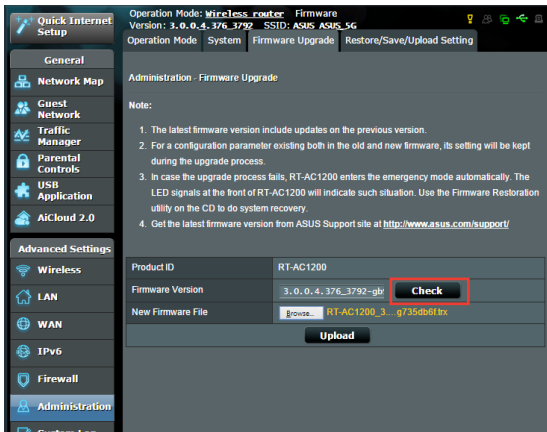 Quick Internet
Setup
Operation Mode: Wireless router Firmware
Version: 3.0.0.4.376_3792 SSID: ASUS ASUS_5G
Operation Mode System Firmware Upgrade Restore/Save/Upload Setting
General
Network Map
Guest
Network
Traffic
Manager
Parental
Controls
USB
Application
AiCloud 2.0
Advanced Settings
Wireless
LAN
WAN
IPv6
Firewall
Administration
System Log
Administration - Firmware Upgrade
Note:
1. The latest firmware version include updates on the previous version.
2. For a configuration parameter existing both in the old and new firmware, its setting will be kept
during the upgrade process.
3. In case the upgrade process fails, RT-AC1200 enters the emergency mode automatically. The
LED signals at the front of RT-AC1200 will indicate such situation. Use the Firmware Restoration
utility on the CD to do system recovery.
4. Get the latest firmware version from ASUS Support site at http://www.asus.com/support/
Product ID RT-AC1200
Firmware Version 3.0.0.4.376_3792-gb Check
New Firmware File Browse... RT-AC1200_3....g735db6f.trx
Upload